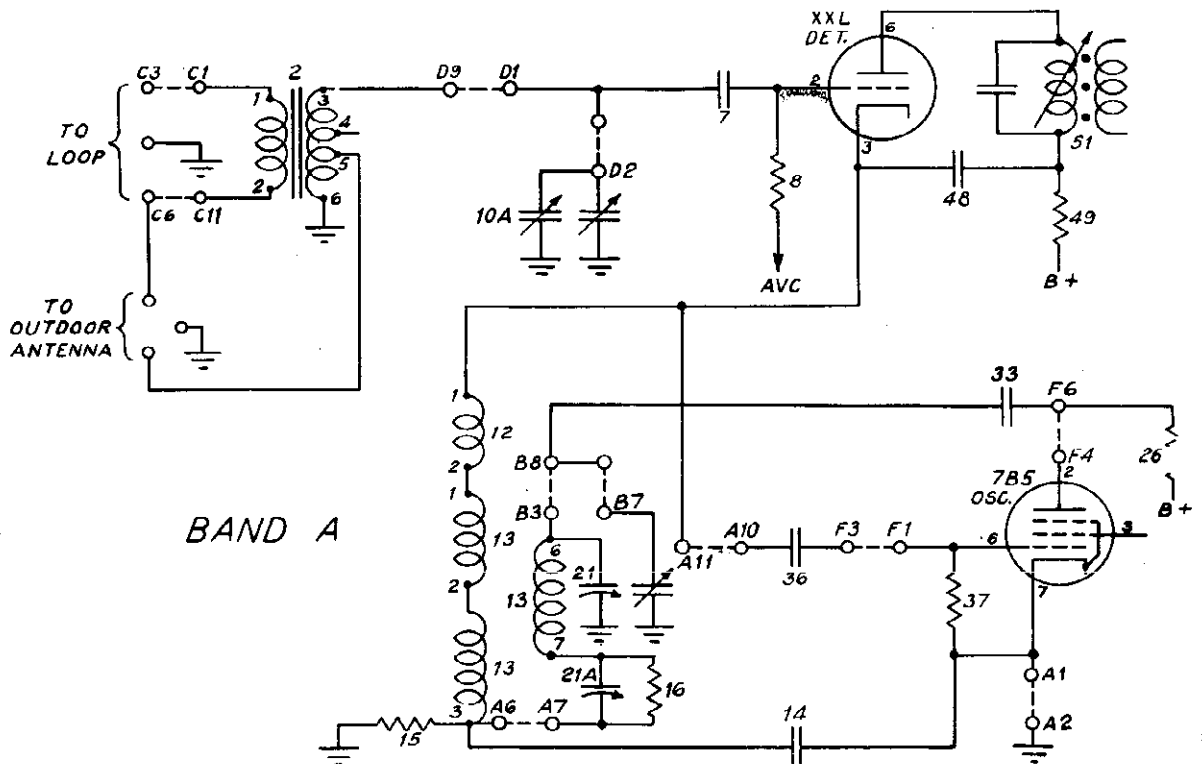 XXL
DET.
6
C3 C1 2 D9 D1 2
1 3
TO
LOOP
4
5
7
3
51
2 6
C6 C11
D2
8
48
49
10A
AVC
B+
TO
OUTDOOR
ANTENNA
33 F6
1
12
2
B8
F4
2
26
B7
7B5
OSC.
B+
BAND A
1
B3
A10 F3 F1
6
3
13
6
A11
36
21
2
13
37
7
7
13
21A
16
A1
3
A6 A7
14
A2
15